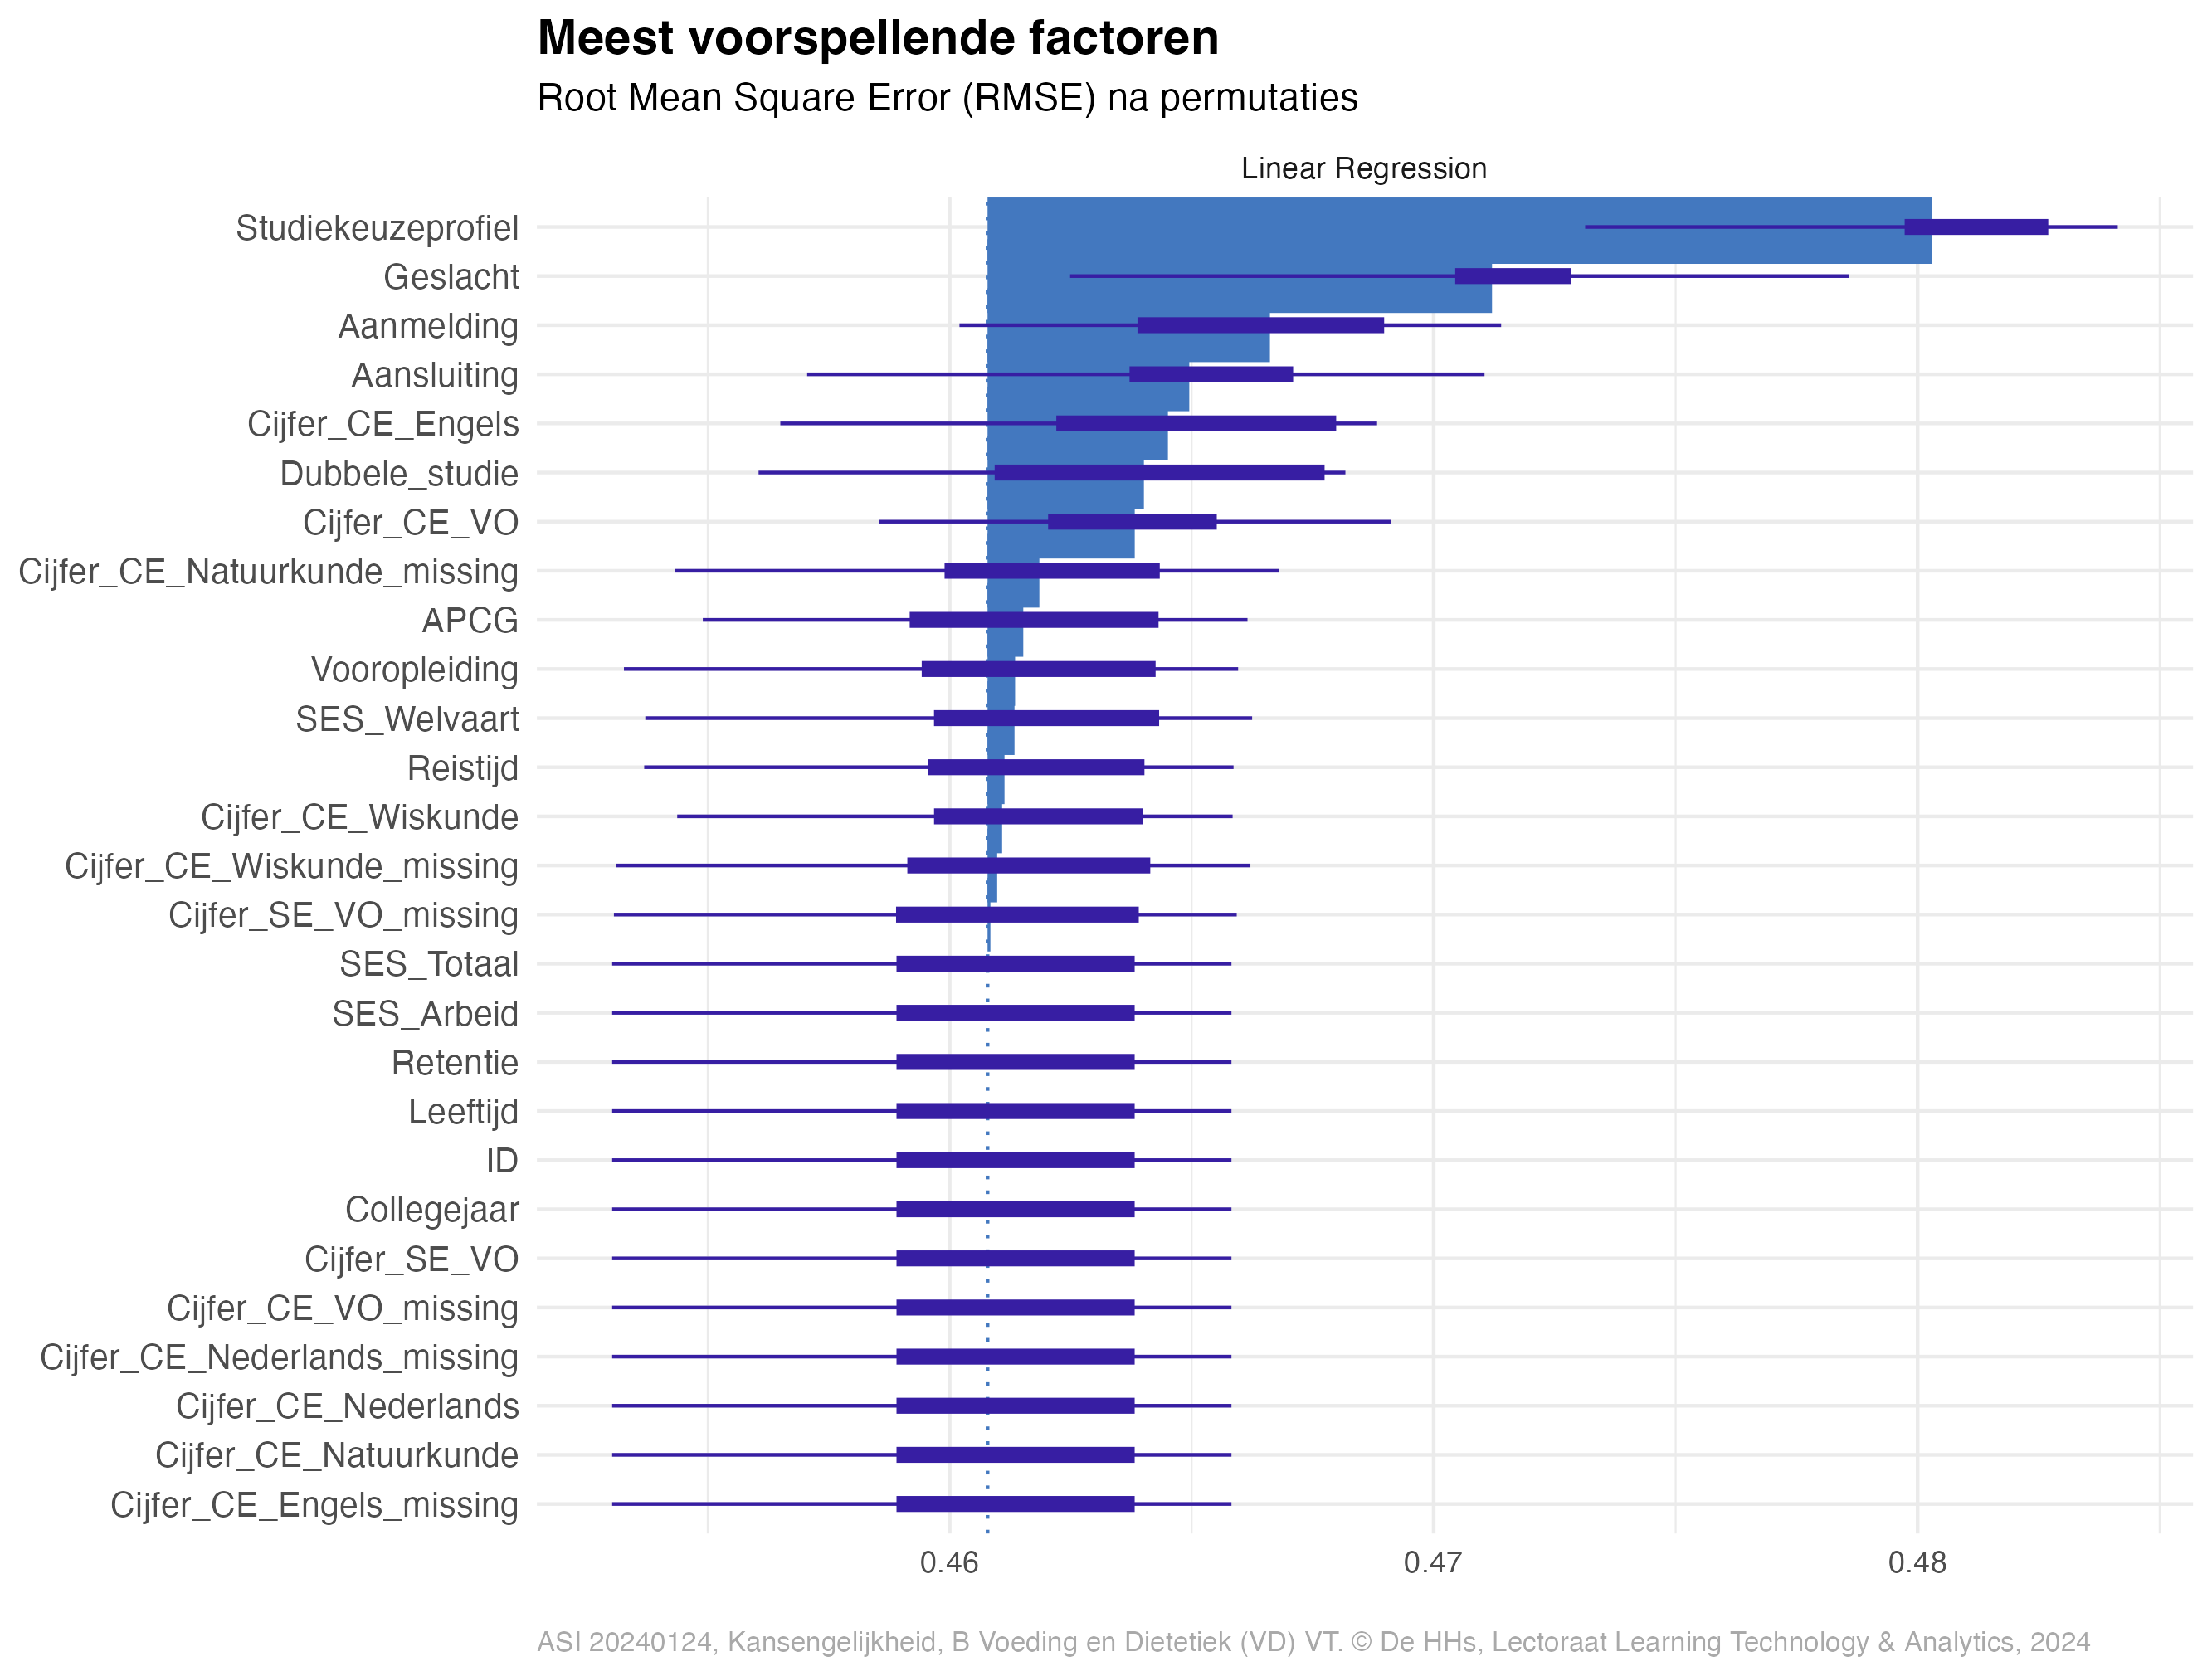 Meest voorspellende factoren
Root Mean Square Error (RMSE) na permutaties
Linear Regression
Studiekeuzeprofiel
Geslacht
Aanmelding
Aansluiting
Cijfer_CE_Engels
Dubbele_studie
Cijfer_CE_VO
Cijfer_CE_Natuurkunde_missing
APCG
Vooropleiding
SES_Welvaart
Reistijd
Cijfer_CE_Wiskunde
Cijfer_CE_Wiskunde_missing
Cijfer_SE_VO_missing
SES_Totaal
SES_Arbeid
Retentie
Leeftijd
ID
Collegejaar
Cijfer_SE_VO
Cijfer_CE_VO_missing
Cijfer_CE_Nederlands_missing
Cijfer_CE_Nederlands
Cijfer_CE_Natuurkunde
Cijfer_CE_Engels_missing
0.46 0.47 0.48
ASI 20240124, Kansengelijkheid, B Voeding en Dietetiek (VD) VT. © De HHs, Lectoraat Learning Technology & Analytics, 2024